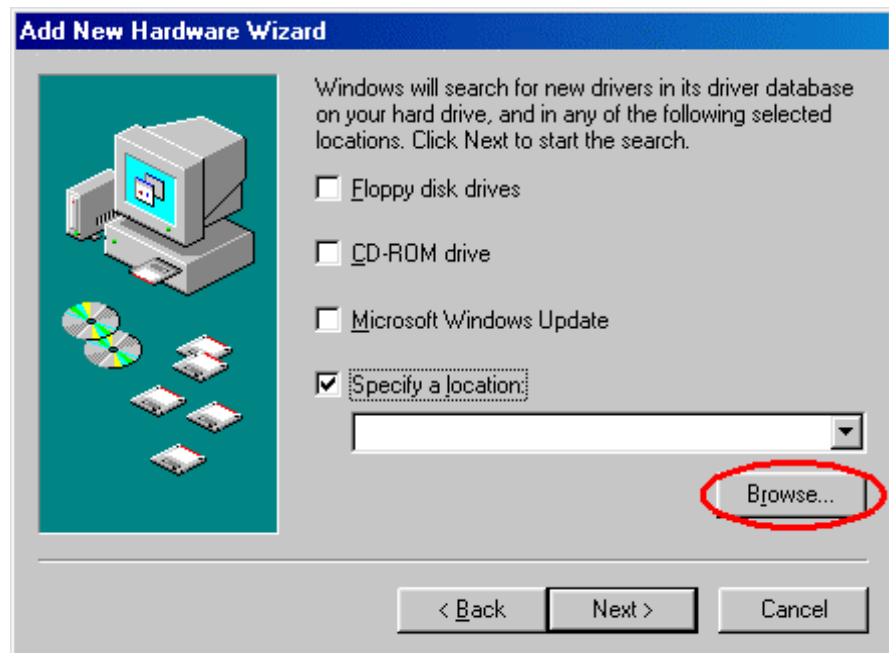 Add New Hardware Wizard
Windows will search for new drivers in its driver database
on your hard drive, and in any of the following selected
locations. Click Next to start the search.
Floppy disk drives
CD-ROM drive
Microsoft Windows Update
Specify a location:
Browse...
< Back Next > Cancel